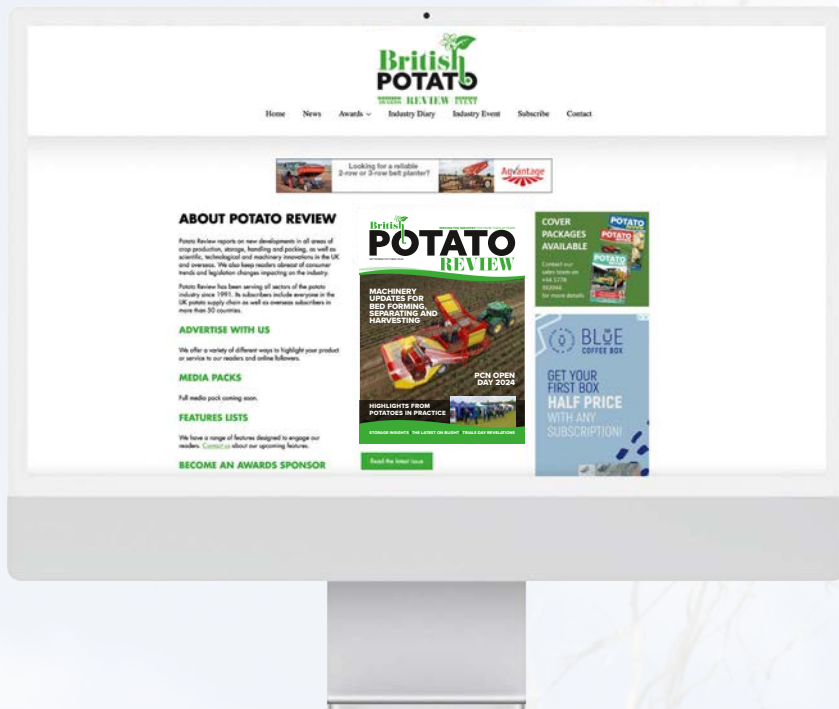 British
POTATO
AWARDS REVIEW EVENT
Home News Awards Industry Diary Industry Event Subscribe Contact
Looking for a reliable
2-row or 3-row belt planter?
ABOUT POTATO REVIEW
Potato Review reports on new developments in all areas of
crop production, storage, handling and packing, as well as
scientific, technological and machinery innovations in the UK
and overseas. We also keep readers abreast of consumer
trends and legislation changes impacting on the industry.
Potato Review has been serving all sectors of the potato
industry since 1991. Its subscribers include everyone in the
UK potato supply chain as well as overseas subscribers in
more than 50 countries.
ADVERTISE WITH US
We offer a variety of different ways to highlight your product
or service to our readers and online followers.
MEDIA PACKS
Full media pack coming soon.
FEATURES LISTS
We have a range of features designed to engage our
readers. Contact us about our upcoming features.
BECOME AN AWARDS SPONSOR
British
POTATO
REVIEW
MACHINERY
UPDATES FOR
BED FORMING,
SEPARATING AND
HARVESTING
PCN OPEN
DAY 2024
HIGHLIGHTS FROM
POTATOES IN PRACTICE
STORAGE INSIGHTS THE LATEST ON BLIGHT TRIALS DAY REVELATIONS
Read the latest issue
COVER
PACKAGES
AVAILABLE
Contact our
sales team on
+44 1778
for more details
POTATO
POTATO
POTATO
BLUE
COFFEE BOX
GET YOUR
FIRST BOX
HALF PRICE
WITH ANY
SUBSCRIPTION!